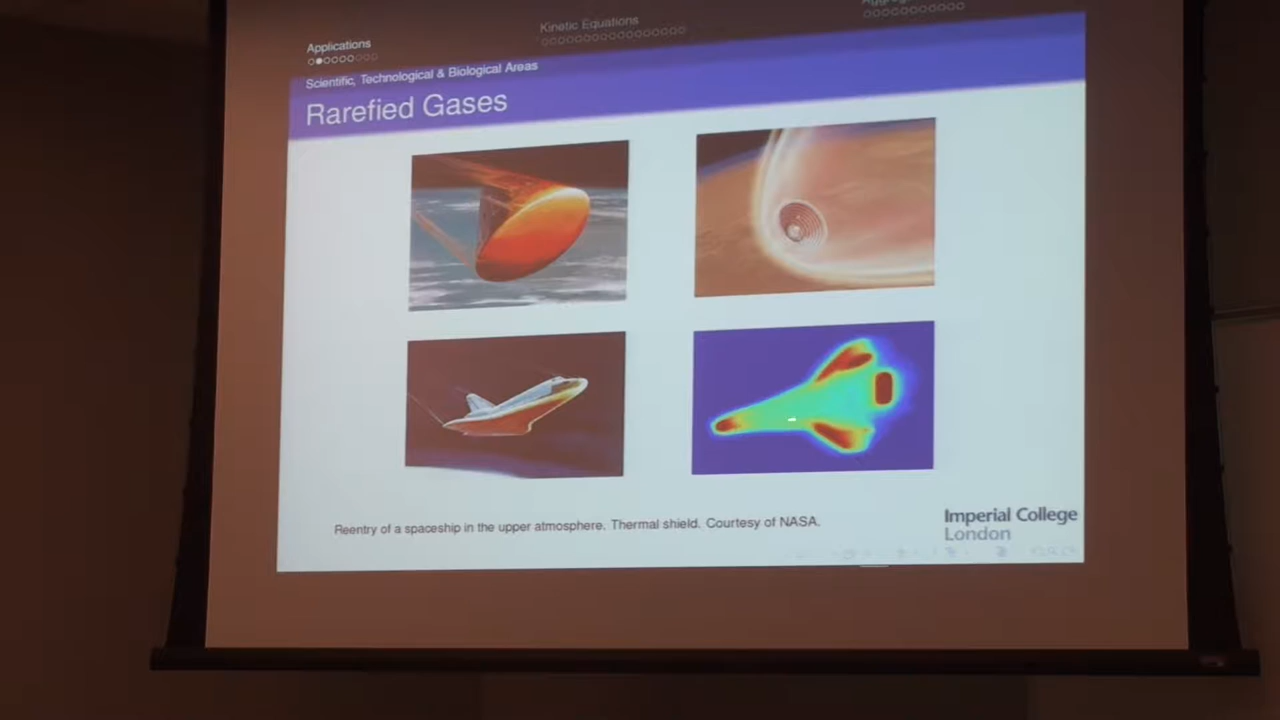 Applications
Kinetic Equations
Scientific, Technological & Biological Areas
Rarefied Gases
Reentry of a spaceship in the upper atmosphere. Thermal shield. Courtesy of NASA.
Imperial College
London